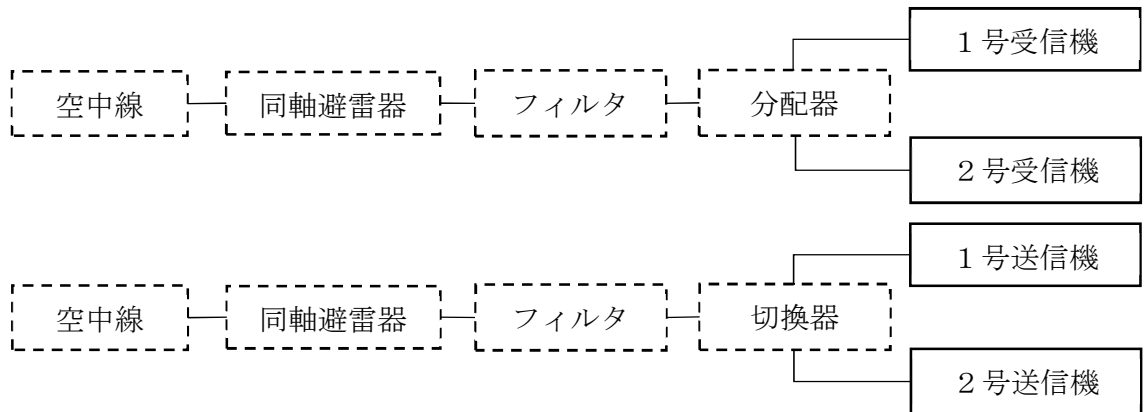 1号受信機
空中線
同軸避雷器
フィルタ
分配器
2号受信機
1号送信機
空中線
同軸避雷器
フィルタ
切換器
2号送信機